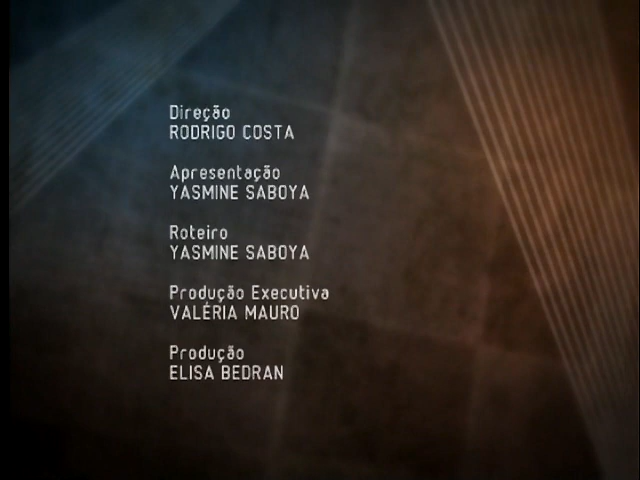 Direção
RODRIGO COSTA
Apresentação
YASMINE SABOYA
Roteiro
YASMINE SABOYA
Produção Executiva
VALÉRIA MAURO
Produção
ELISA BEDRAN